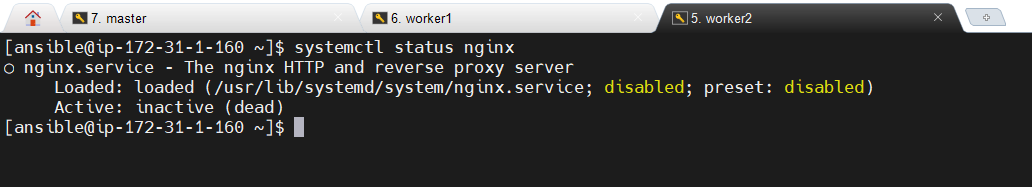 7. master
6. worker1
5. worker2
[ansible@ip-172-31-1-160 ~]$ systemctl status nginx
○ nginx.service - The nginx HTTP and reverse proxy server
     Loaded: loaded (/usr/lib/systemd/system/nginx.service; disabled; preset: disabled)
     Active: inactive (dead)
[ansible@ip-172-31-1-160 ~]$